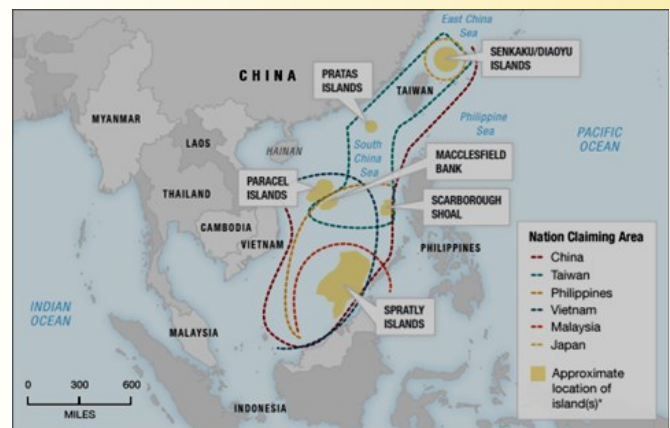 East China
Sea
SENKAKU/DIAOYU
ISLANDS
CHINA
PRATAS
ISLANDS
TAIWAN
MYANMAR
Philippine
Sea
PACIFIC
OCEAN
LAOS
HAINAN
South
China
Sea
MACCLESFIELD
BANK
THAILAND
PARACEL
ISLANDS
SCARBOROUGH
SHOAL
CAMBODIA
VIETNAM
PHILIPPINES
INDIAN
OCEAN
SPRATLY
ISLANDS
MALAYSIA
INDONESIA
0 300 600
MILES
Nation Claiming Area
China
Taiwan
Philippines
Vietnam
Malaysia
Japan
Approximate
location of
island(s)*